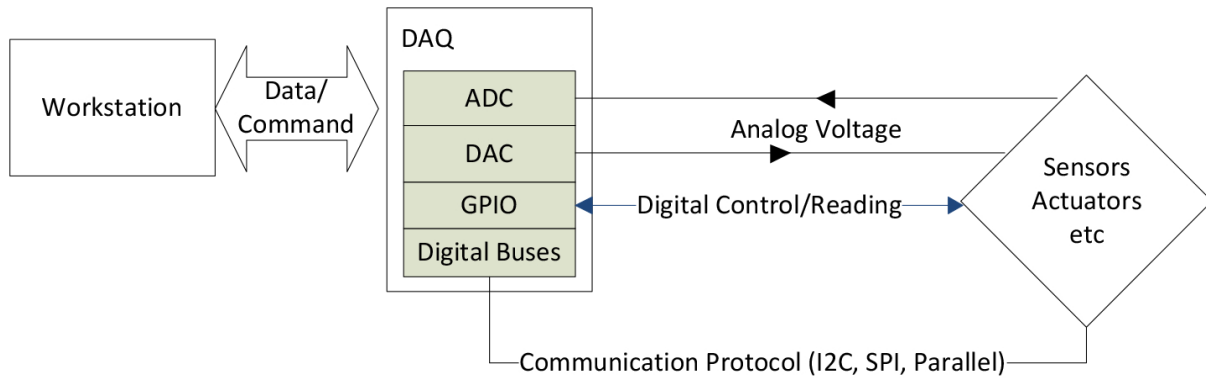 Workstation
Data/
Command
DAQ
ADC
DAC
GPIO
Digital Buses
Analog Voltage
Digital Control/Reading
Sensors
Actuators
etc
Communication Protocol (I2C, SPI, Parallel)